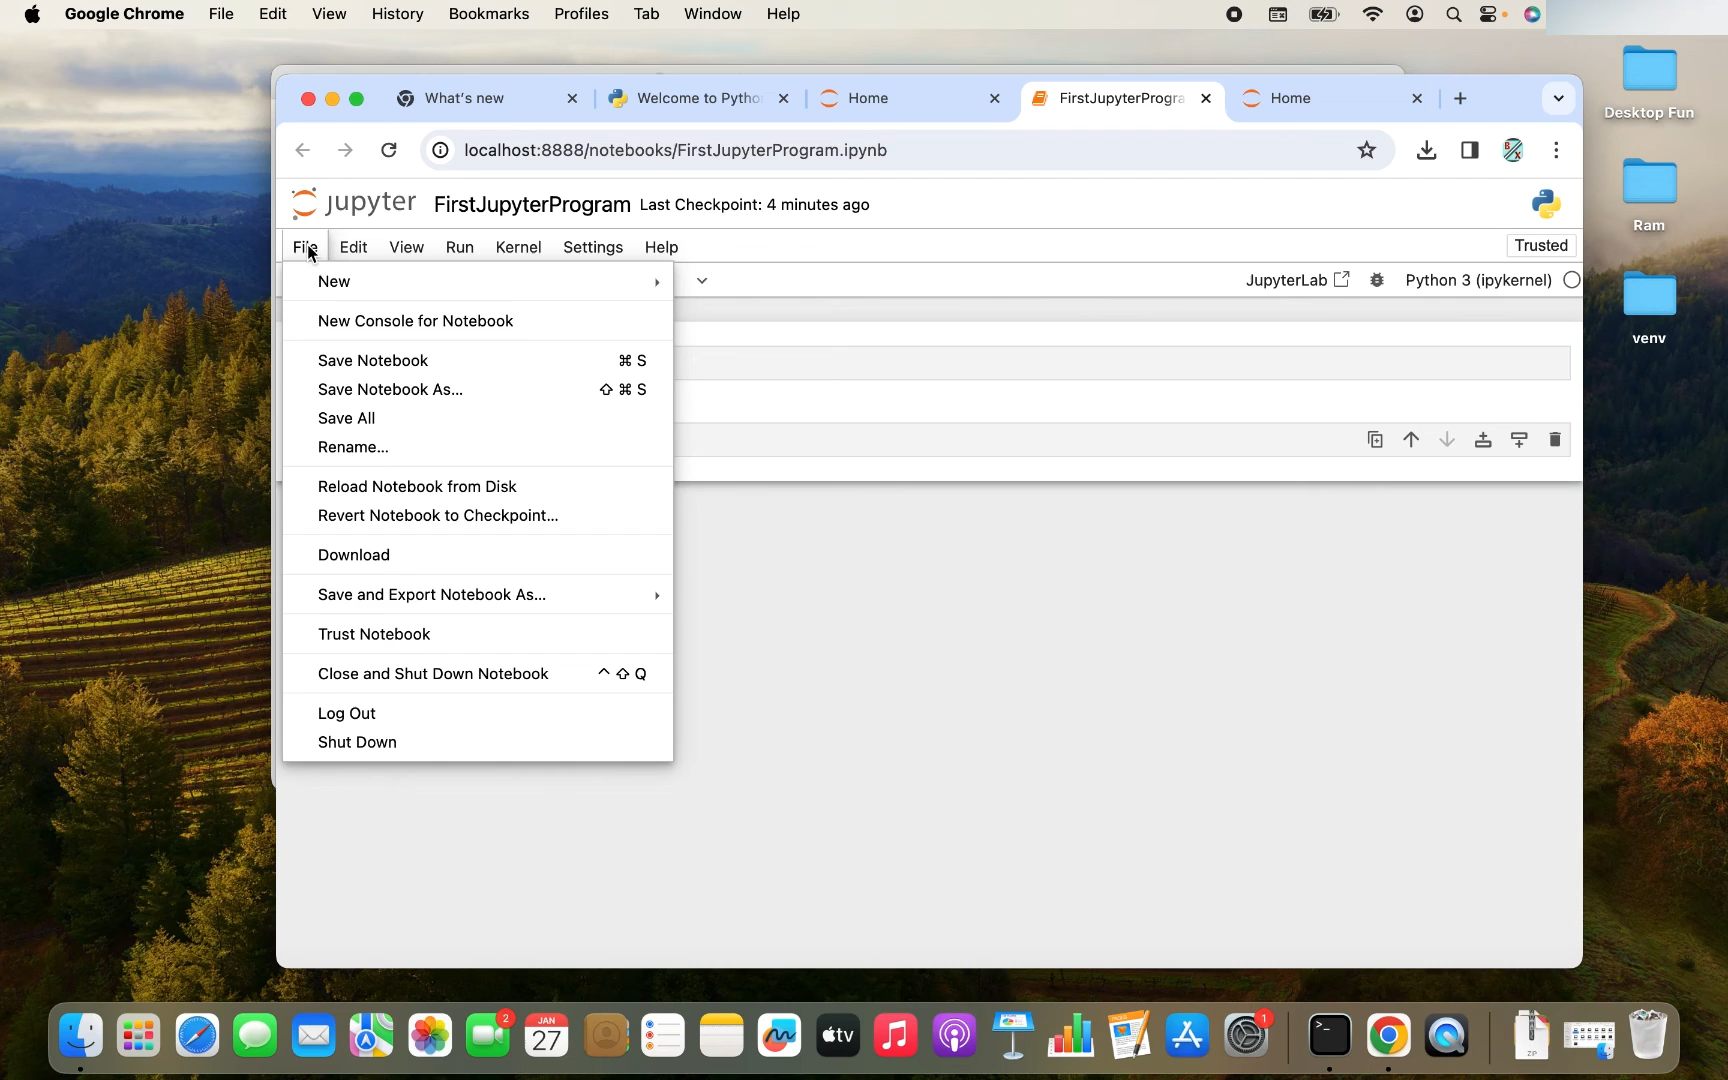 Google Chrome File Edit View History Bookmarks Profiles Tab Window Help
Desktop Fun
Ram
venv
What's new Welcome to Pytho Home FirstJupyterProgra Home
localhost:8888/notebooks/FirstJupyterProgram.ipynb
jupyter FirstJupyterProgram Last Checkpoint: 4 minutes ago
File Edit View Run Kernel Settings Help Trusted
JupyterLab Python 3 (ipykernel)
New
New Console for Notebook
Save Notebook ⌘ S
Save Notebook As... ⇧ ⌘ S
Save All
Rename...
Reload Notebook from Disk
Revert Notebook to Checkpoint...
Download
Save and Export Notebook As...
Trust Notebook
Close and Shut Down Notebook ^ ⇧ Q
Log Out
Shut Down
2 JAN 27 tv 1 ZIP